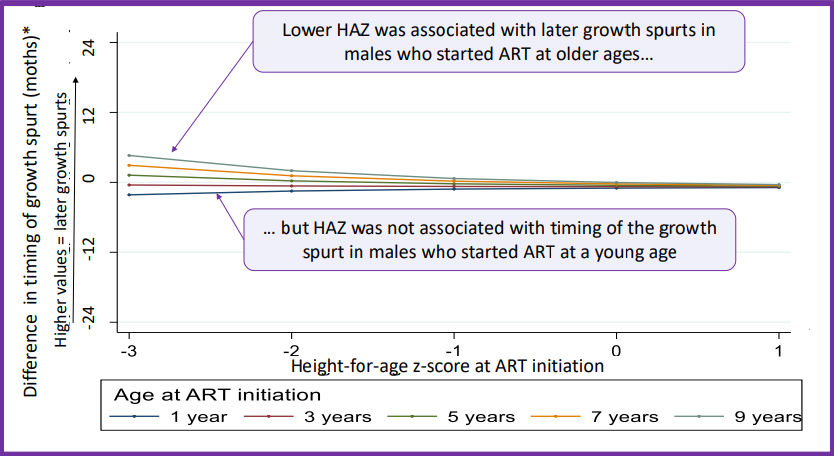 Lower HAZ was associated with later growth spurts in
males who started ART at older ages...
Difference in timing of growth spurt (moths)*
Higher values = later growth spurts
24
12
0
-12
-24
... but HAZ was not associated with timing of the growth
spurt in males who started ART at a young age
-3 -2 -1 0 1
Height-for-age z-score at ART initiation
Age at ART initiation
1 year 3 years 5 years 7 years 9 years